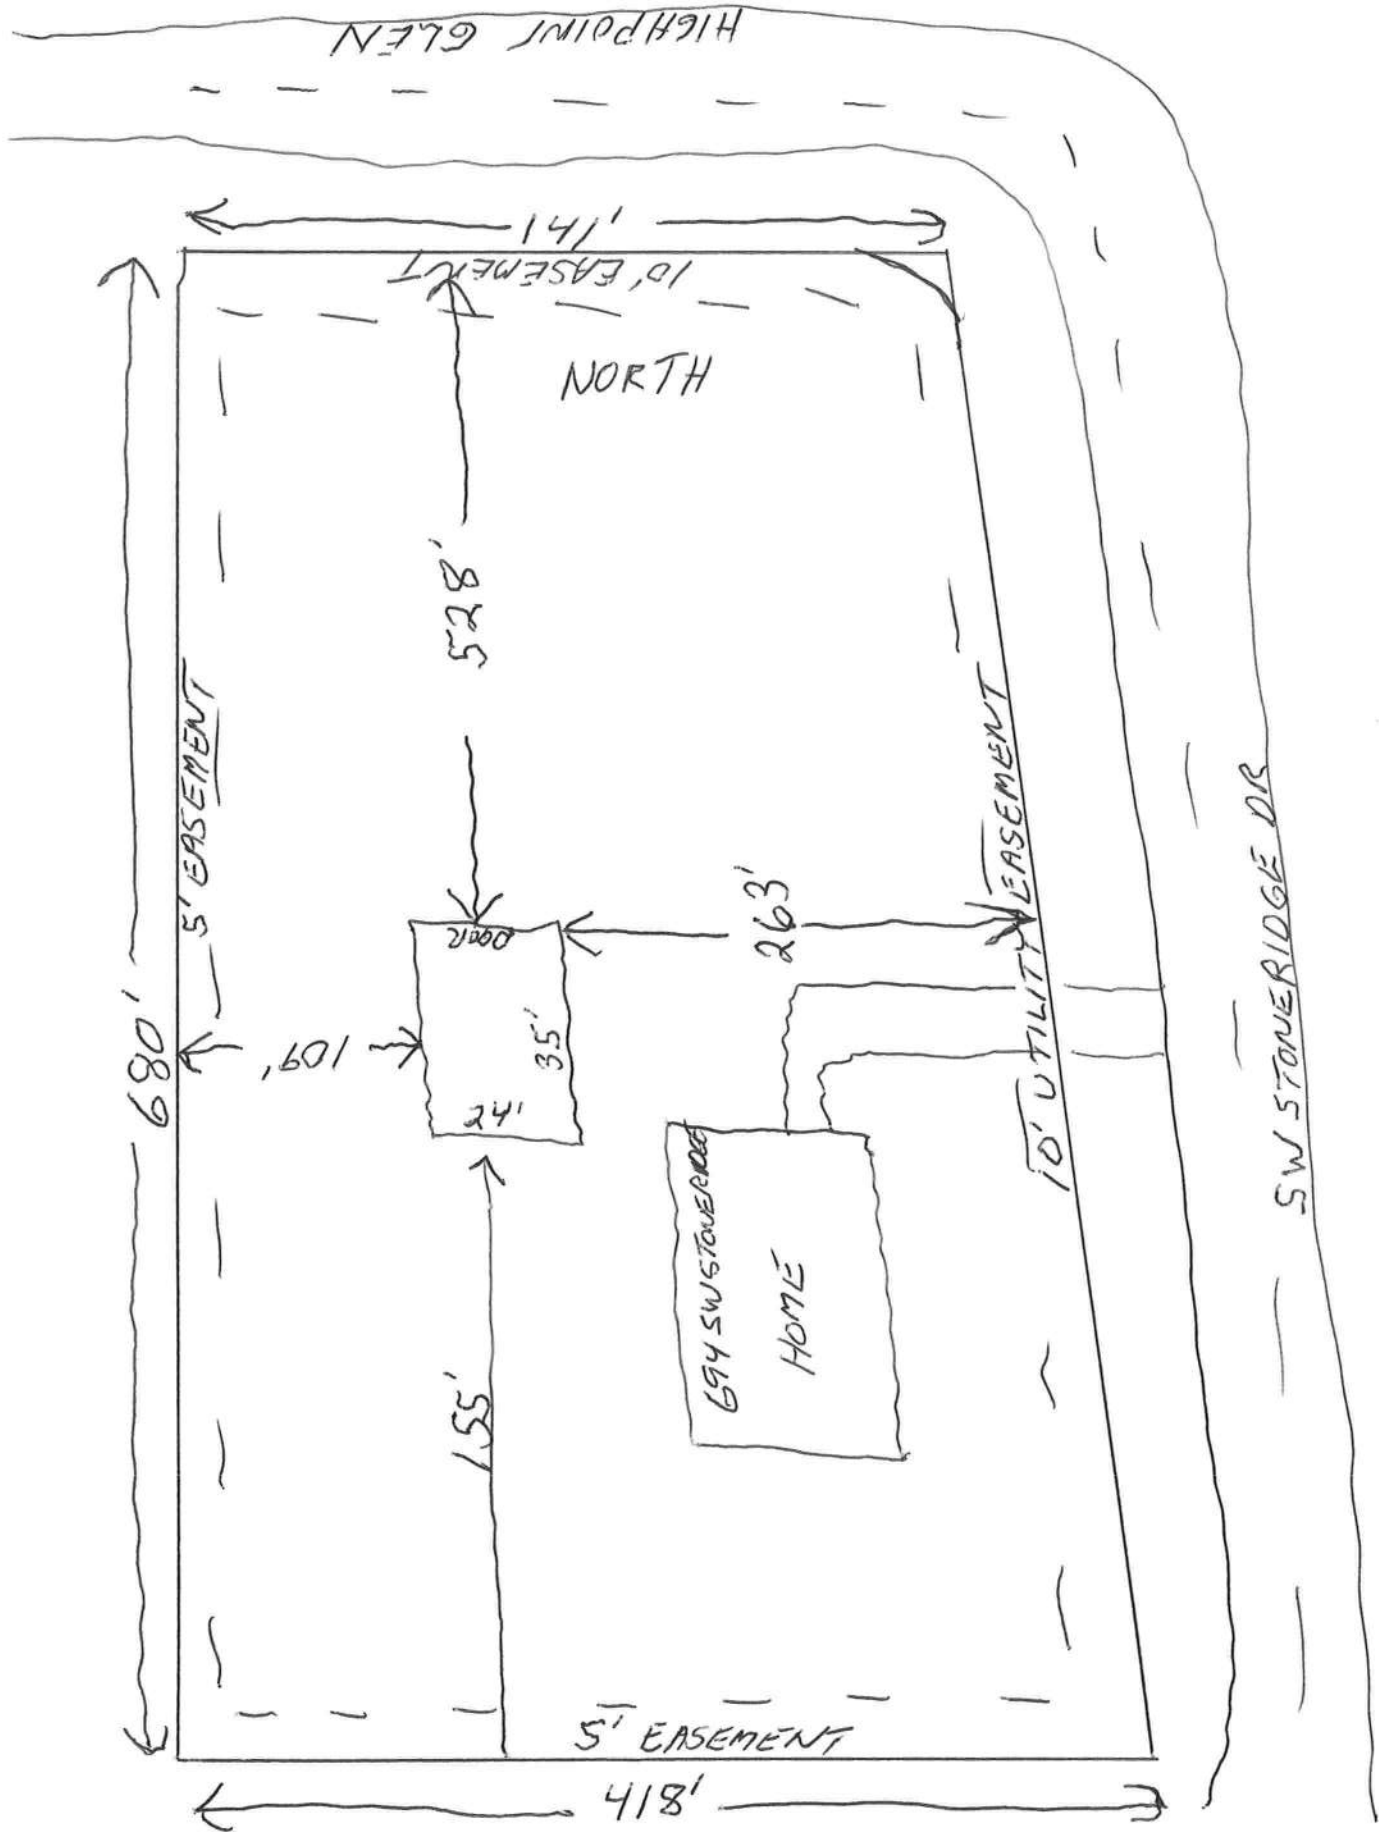 HIGHPOINT GLEN
141'
10' EASEMENT
NORTH
528'
5' EASEMENT
680'
109'
DOOR
35'
24'
263'
10' UTILITY EASEMENT
SW STONERIDGE DR
694 SW STONERIDGE
HOME
155'
5' EASEMENT
418'